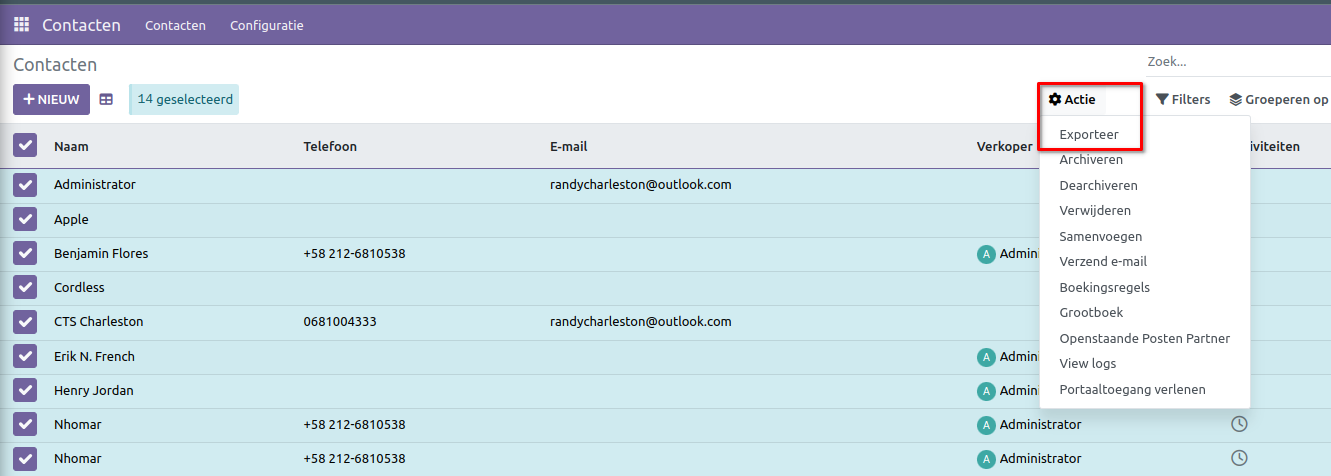 Contacten Contacten Configuratie
Contacten
Zoek...
NIEUW 14 geselecteerd Actie Filters Groeperen op
Naam Telefoon E-mail Verkoper iviteiten
Exporteer
Archiveren
Dearchiveren
Verwijderen
Samenvoegen
Verzend e-mail
Boekingsregels
Grootboek
Openstaande Posten Partner
View logs
Portaaltoegang verlenen
Administrator randycharleston@outlook.com
Apple
Benjamin Flores +58 212-6810538 A Admini
Cordless
CTS Charleston 0681004333 randycharleston@outlook.com
Erik N. French A Admini
Henry Jordan A Admini
Nhomar +58 212-6810538 A Administrator
Nhomar +58 212-6810538 A Administrator